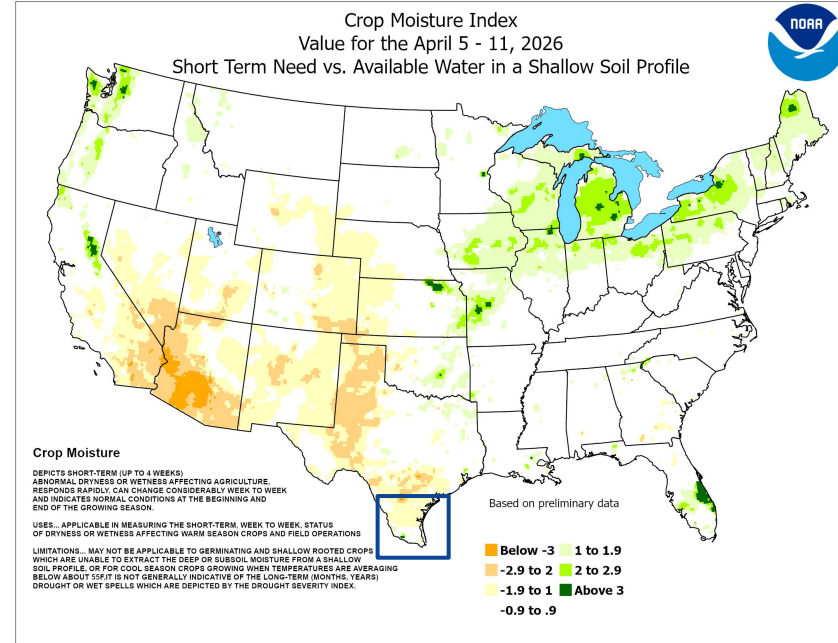 Crop Moisture Index
Value for the April 5 - 11, 2026
Short Term Need vs. Available Water in a Shallow Soil Profile
NOAA
Crop Moisture
DEPICTS SHORT-TERM (UP TO 4 WEEKS)
ABNORMAL DRYNESS OR WETNESS AFFECTING AGRICULTURE,
RESPONDS RAPIDLY, CAN CHANGE CONSIDERABLY WEEK TO WEEK
AND INDICATES NORMAL CONDITIONS AT THE BEGINNING AND
END OF THE GROWING SEASON.
USES... APPLICABLE IN MEASURING THE SHORT-TERM, WEEK TO WEEK, STATUS
OF DRYNESS OR WETNESS AFFECTING WARM SEASON CROPS AND FIELD OPERATIONS
LIMITATIONS... MAY NOT BE APPLICABLE TO GERMINATING AND SHALLOW ROOTED CROPS
WHICH ARE UNABLE TO EXTRACT THE DEEP OR SUBSOIL MOISTURE FROM A SHALLOW
SOIL PROFILE, OR FOR COOL SEASON CROPS GROWING WHEN TEMPERATURES ARE AVERAGING
BELOW ABOUT 55F.IT IS NOT GENERALLY INDICATIVE OF THE LONG-TERM (MONTHS, YEARS)
DROUGHT OR WET SPELLS WHICH ARE DEPICTED BY THE DROUGHT SEVERITY INDEX.
Based on preliminary data
Below -3
1 to 1.9
-2.9 to 2
2 to 2.9
-1.9 to 1
Above 3
-0.9 to .9